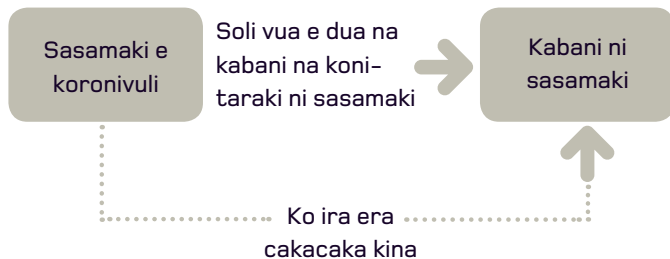 Sasamaki e
koronivuli
Soli vua e dua na
kabani na koni-
taraki ni sasamaki
Kabani ni
sasamaki
Ko ira era
cakacaka kina